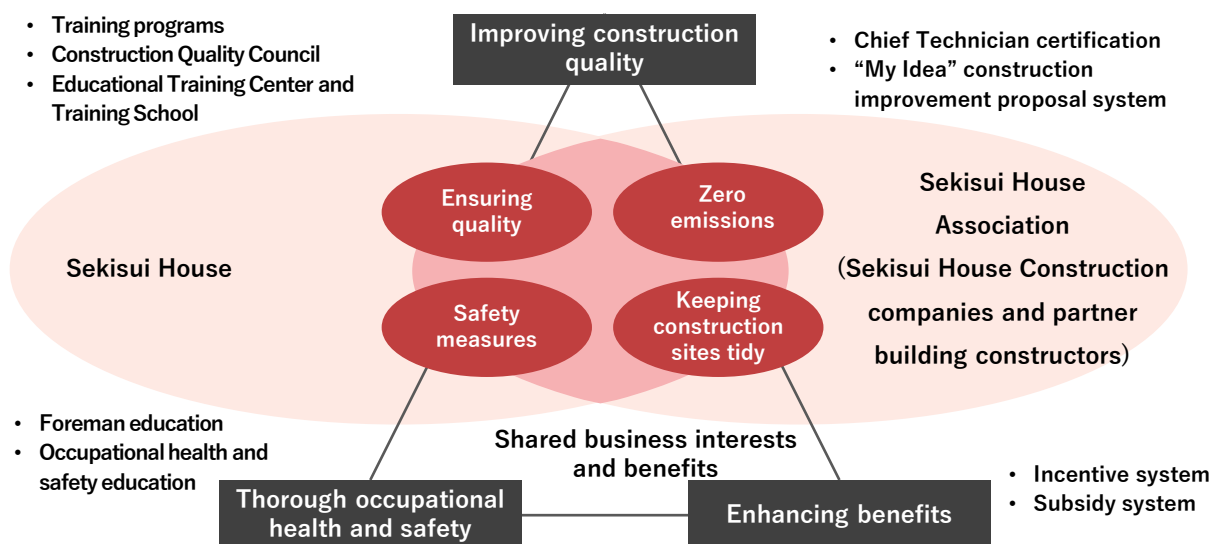 • Training programs
• Construction Quality Council
• Educational Training Center and
Training School
Improving construction
quality
• Chief Technician certification
• “My Idea” construction
improvement proposal system
Ensuring
quality
Zero
emissions
Sekisui House
Sekisui House
Association
(Sekisui House Construction
companies and partner
building constructors)
Safety
measures
Keeping
construction
sites tidy
• Foreman education
• Occupational health and
safety education
Shared business interests
and benefits
• Incentive system
• Subsidy system
Thorough occupational
health and safety
Enhancing benefits